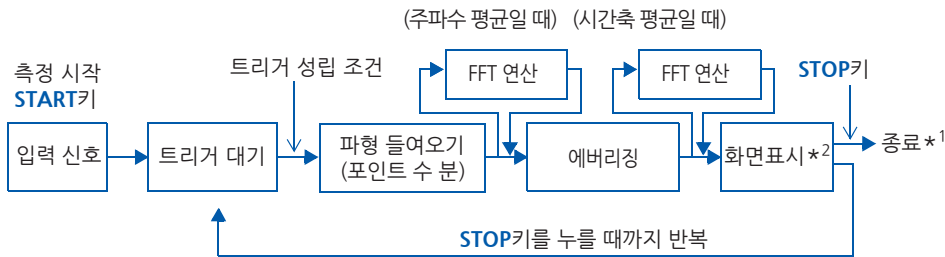 (주파수 평균일 때) (시간축 평균일 때)
측정 시작
START키
트리거 성립 조건
FFT 연산
FFT 연산
STOP키
입력 신호
트리거 대기
파형 들여오기
(포인트 수 분)
에버리징
화면표시*2
종료*1
STOP키를 누를 때까지 반복